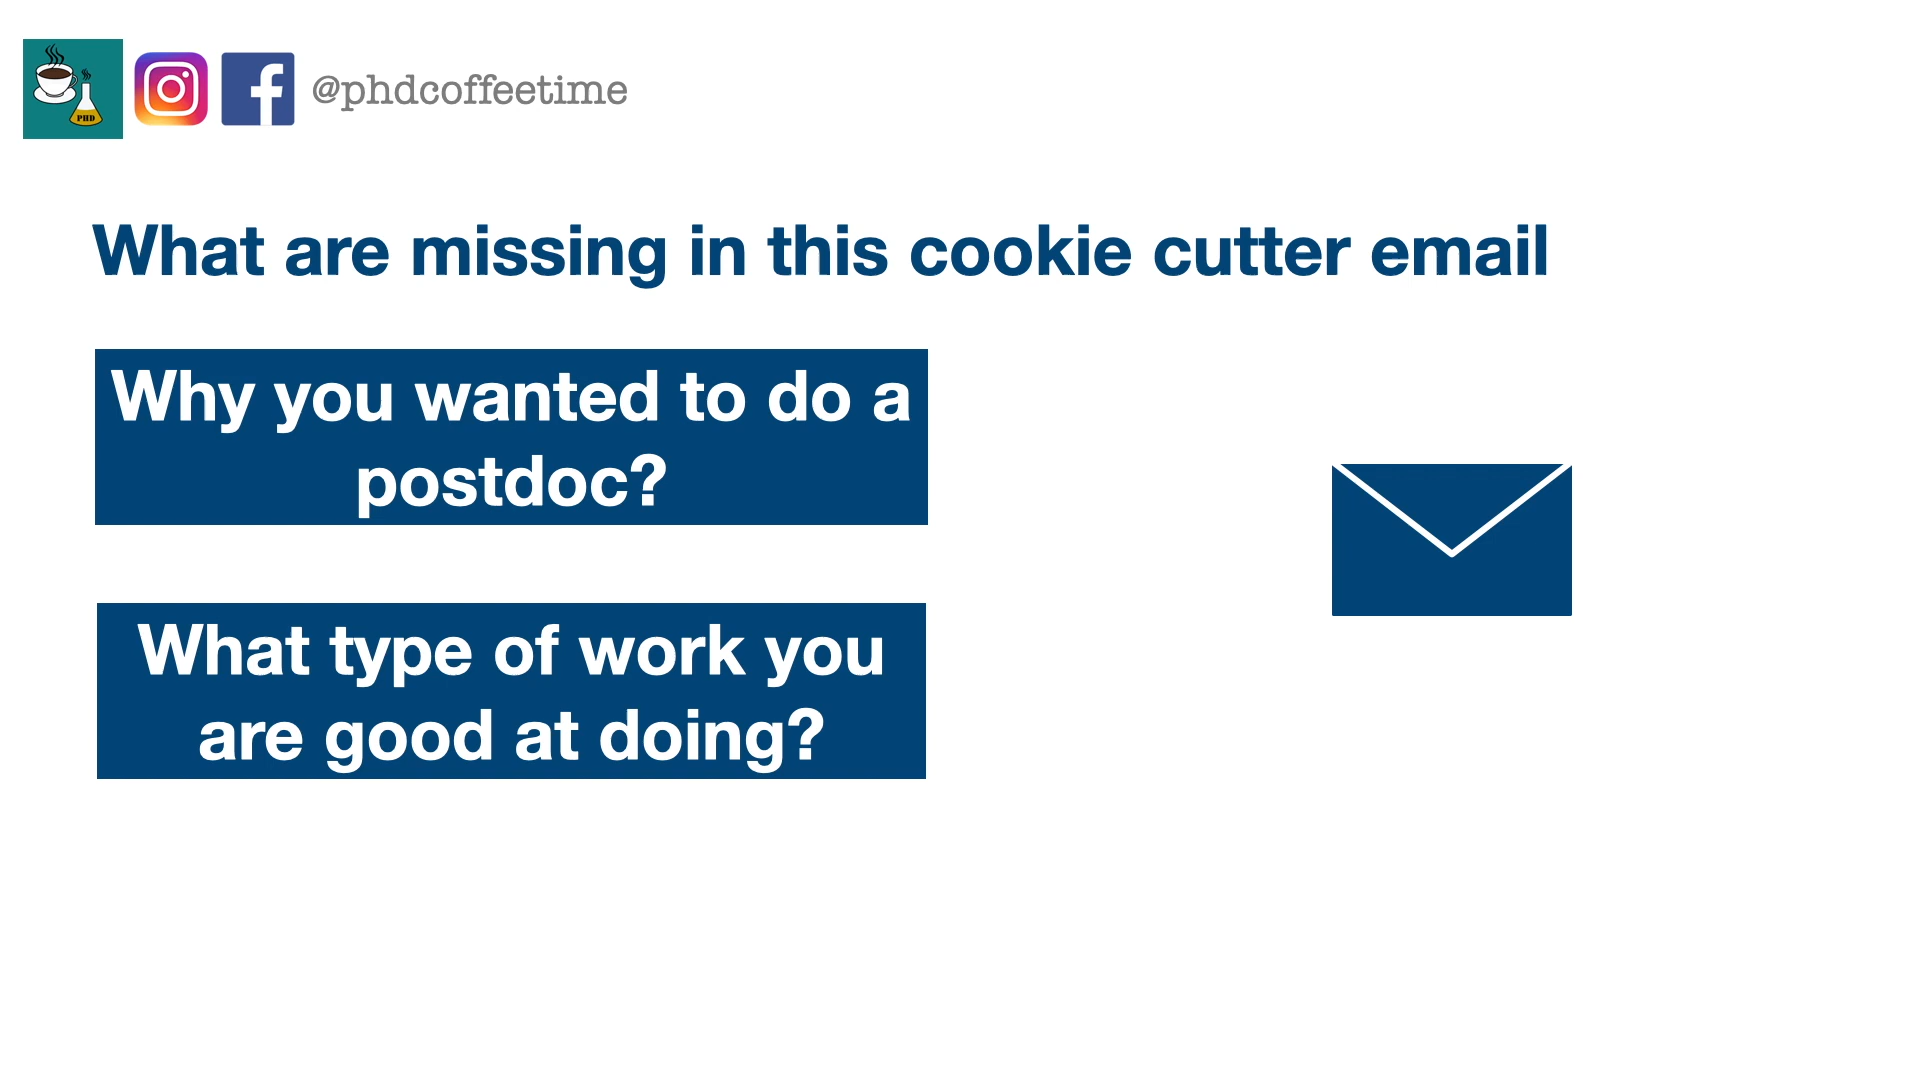 PHD
@phdcoffeetime
What are missing in this cookie cutter email
Why you wanted to do a
postdoc?
What type of work you
are good at doing?